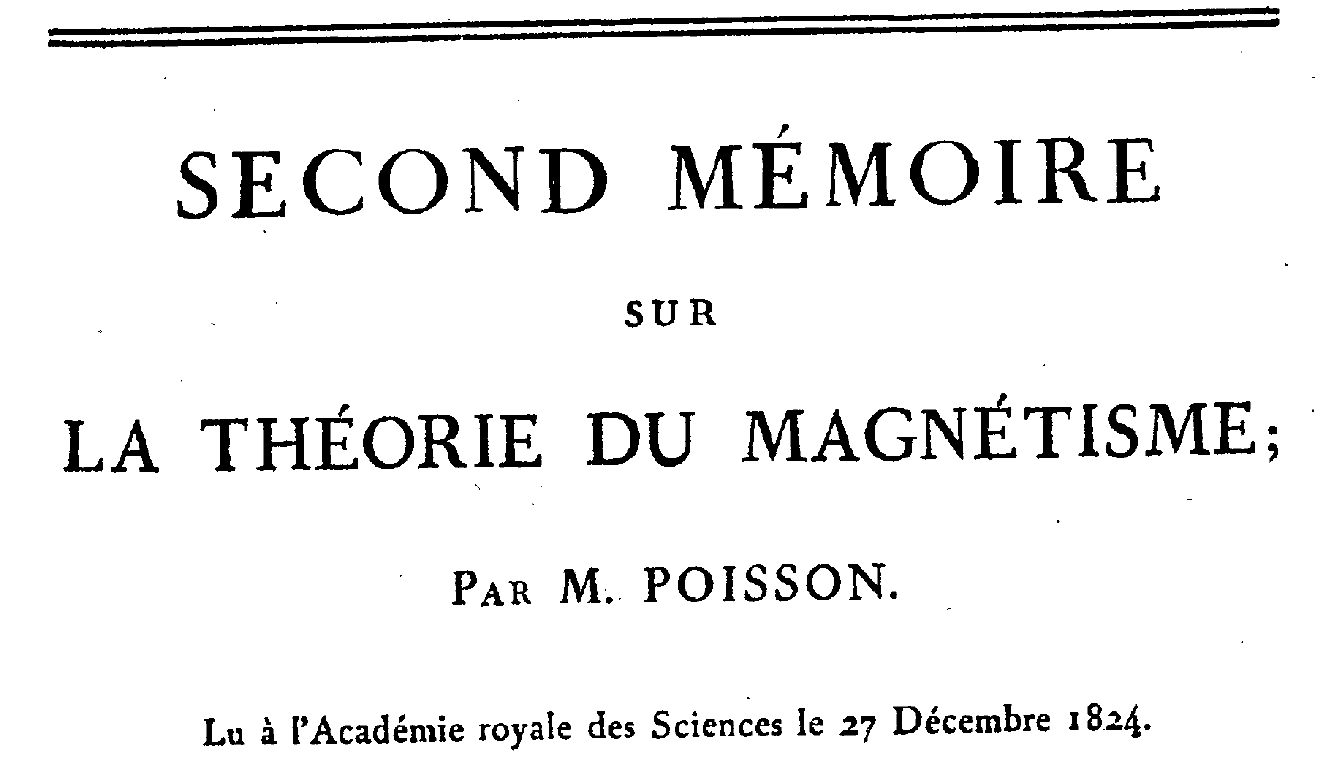 SECOND MÉMOIRE
SUR
LA THÉORIE DU MAGNÉTISME;
PAR M. POISSON.
Lu à l'Académie royale des Sciences le 27 Décembre 1824.